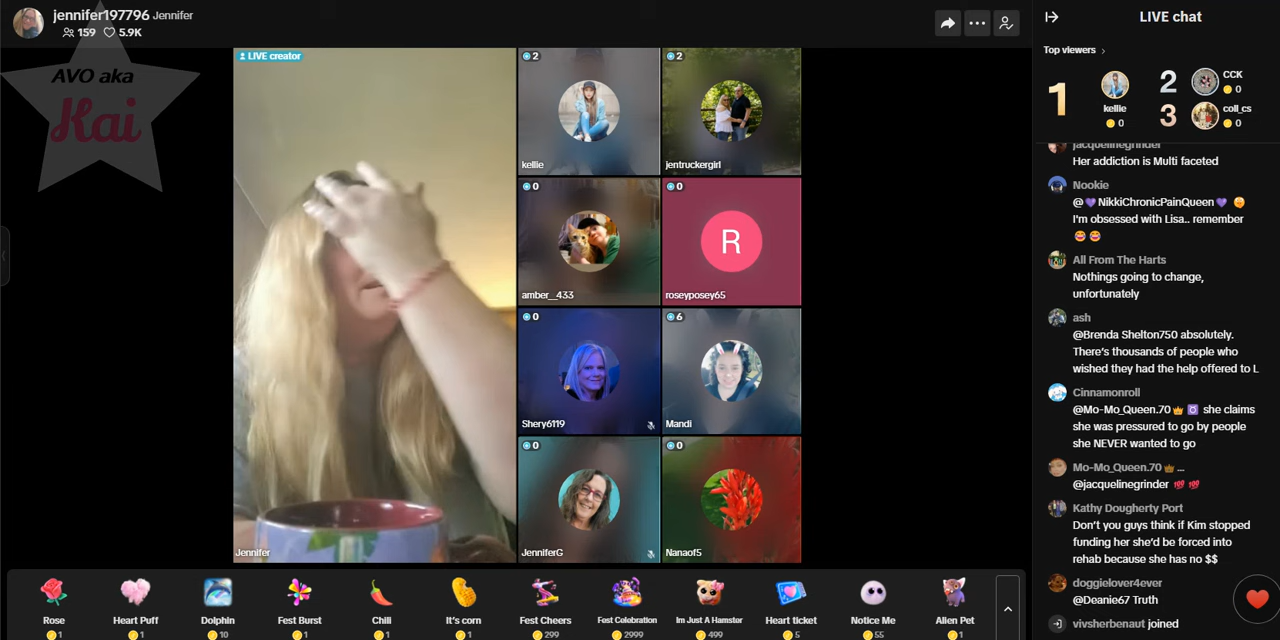 jennifer197796 Jennifer
159 5.9K
AVO aka
Kai
LIVE creator
Jennifer
2
kellie
2
jentruckergirl
0
amber__433
0
R
roseyposey65
0
Shery6119
6
Mandi
0
JenniferG
0
Nanaof5
Rose
1
Heart Puff
1
Dolphin
10
Fest Burst
1
Chili
1
It's corn
1
Fest Cheers
299
Fest Celebration
2999
Im Just A Hamster
499
Heart ticket
5
Notice Me
55
Alien Pet
1
LIVE chat
Top viewers
1
kellie
0
2
CCK
0
3
coll_cs
0
jacquelinegrinder
Her addiction is Multi faceted
Nookie
@💜NikkiChronicPainQueen💜
I'm obsessed with Lisa.. remember
All From The Harts
Nothings going to change,
unfortunately
ash
@Brenda Shelton750 absolutely.
There's thousands of people who
wished they had the help offered to L
Cinnamonroll
@Mo-Mo_Queen.70 she claims
she was pressured to go by people
she NEVER wanted to go
Mo-Mo_Queen.70 ...
@jacquelinegrinder 💯 💯
Kathy Dougherty Port
Don't you guys think if Kim stopped
funding her she'd be forced into
rehab because she has no $$
doggielover4ever
@Deanie67 Truth
vivsherbenaut joined